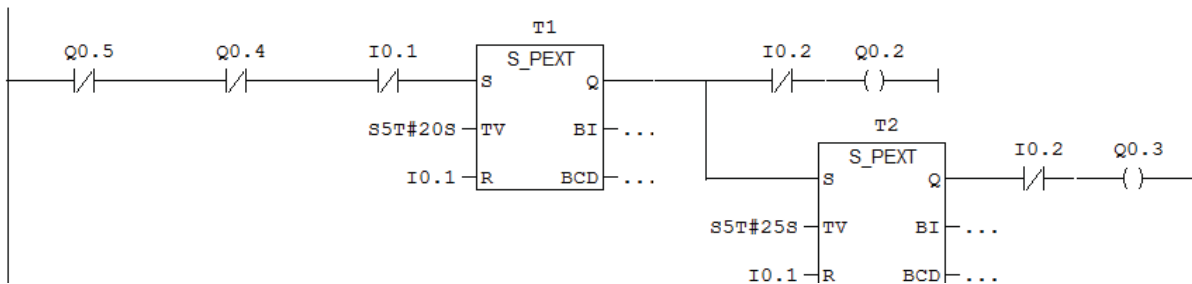 T1
Q0.5 Q0.4 I0.1 S_PEXT I0.2 Q0.2
S Q
S5T#20S TV BI ...
T2
I0.1 R BCD ...
S_PEXT I0.2 Q0.3
S Q
S5T#25S TV BI ...
I0.1 R BCD ...